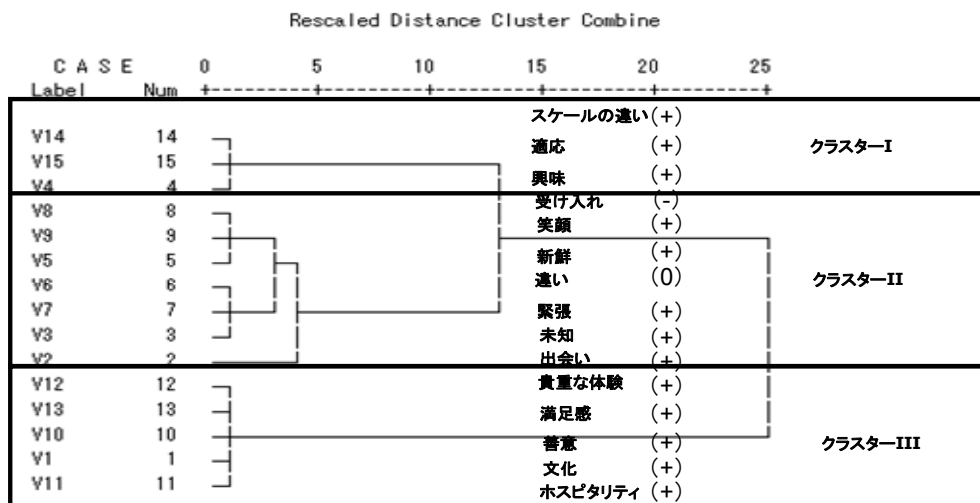 Rescaled Distance Cluster Combine
C A S E 0 5 10 15 20 25
Label Num
スケールの違い (+)
V14 14 適応 (+) クラスターI
V15 15 興味 (+)
V4 4 受け入れ (-)
V8 8 笑顔 (+)
V9 9 新鮮 (+)
V5 5 違い (0) クラスターII
V6 6 緊張 (+)
V7 7 未知 (+)
V3 3 出会い (+)
V2 2
V12 12 貴重な体験 (+)
V13 13 満足感 (+)
V10 10 善意 (+) クラスターIII
V1 1 文化 (+)
V11 11 ホスピタリティ (+)